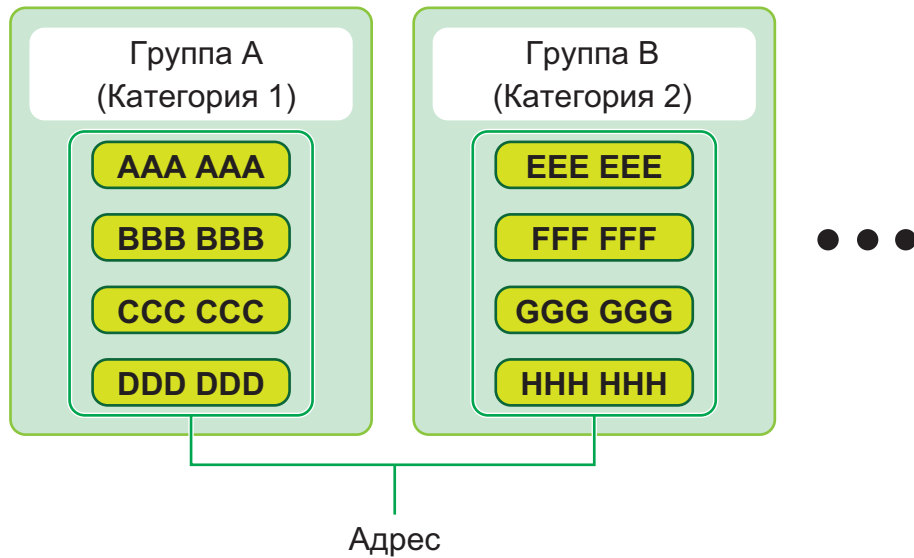 Группа A
(Категория 1)
AAA AAA
BBB BBB
CCC CCC
DDD DDD
Группа B
(Категория 2)
EEE EEE
FFF FFF
GGG GGG
HHH HHH
Адрес